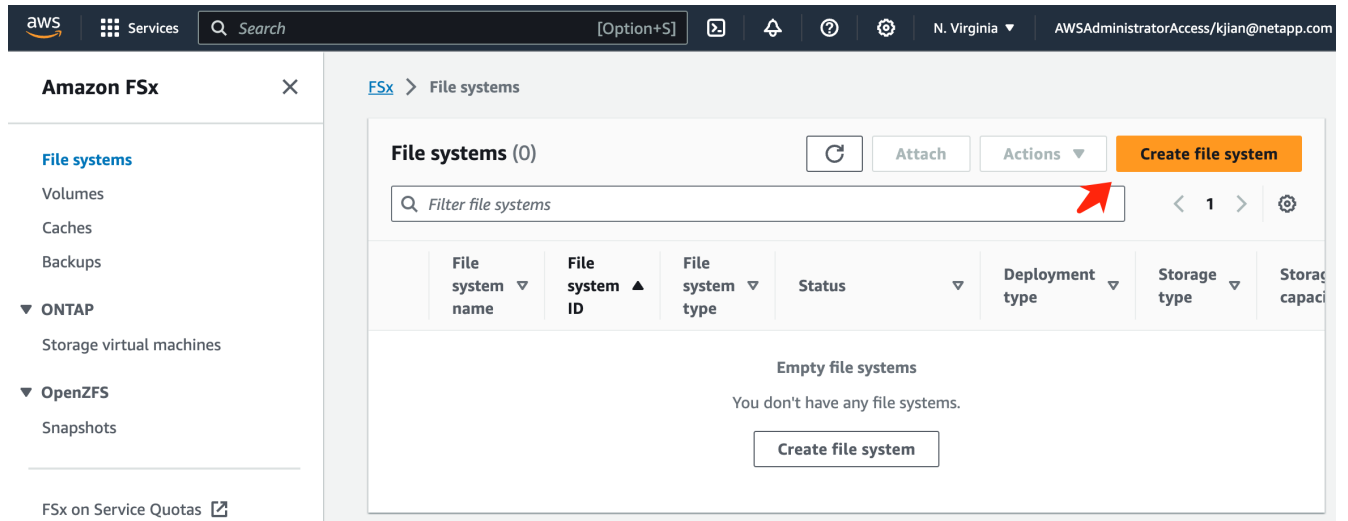 aws
Services
Search
[Option+S]
N. Virginia
AWSAdministratorAccess/kjian@netapp.com
Amazon FSx
File systems
Volumes
Caches
Backups
ONTAP
Storage virtual machines
OpenZFS
Snapshots
FSx on Service Quotas
FSx
File systems
File systems (0)
Attach
Actions
Create file system
Filter file systems
1
File
system
name
File
system
ID
File
system
type
Status
Deployment
type
Storage
type
Storag
capaci
Empty file systems
You don't have any file systems.
Create file system